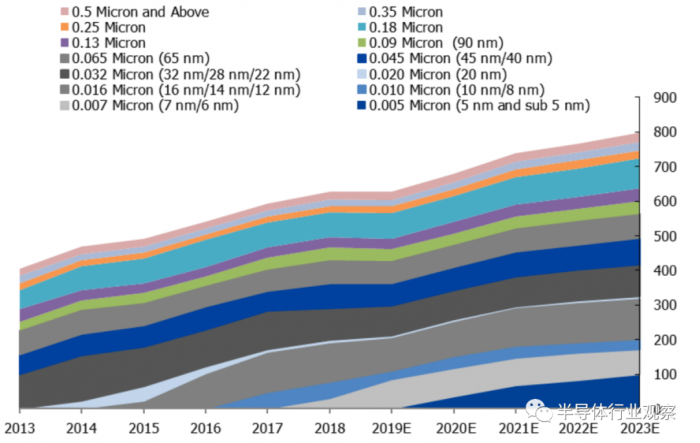 0.5 Micron and Above
0.35 Micron
0.25 Micron
0.18 Micron
0.13 Micron
0.09 Micron (90 nm)
0.065 Micron (65 nm)
0.045 Micron (45 nm/40 nm)
0.032 Micron (32 nm/28 nm/22 nm)
0.020 Micron (20 nm)
0.016 Micron (16 nm/14 nm/12 nm)
0.010 Micron (10 nm/8 nm)
0.007 Micron (7 nm/6 nm)
0.005 Micron (5 nm and sub 5 nm)
900
800
700
600
500
400
300
200
100
0
2013 2014 2015 2016 2017 2018 2019E 2020E 2021E 2022E 2023E
半导体行业观察